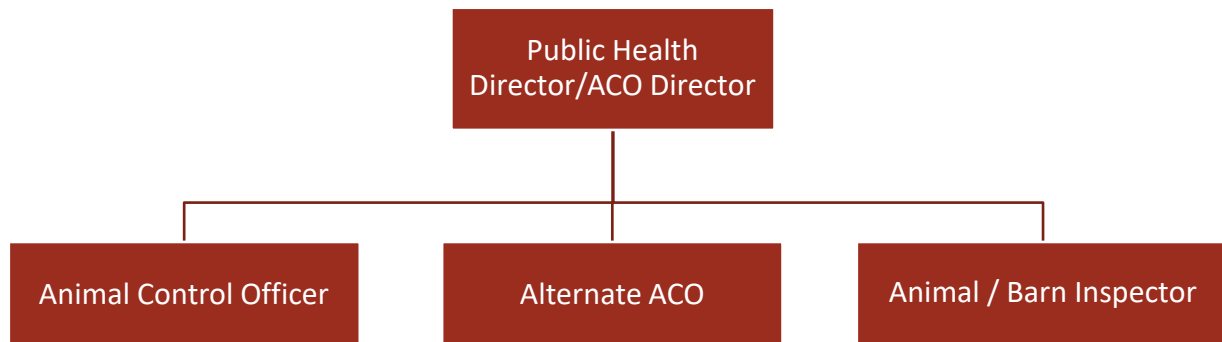 Public Health
Director/ACO Director
Animal Control Officer
Alternate ACO
Animal / Barn Inspector